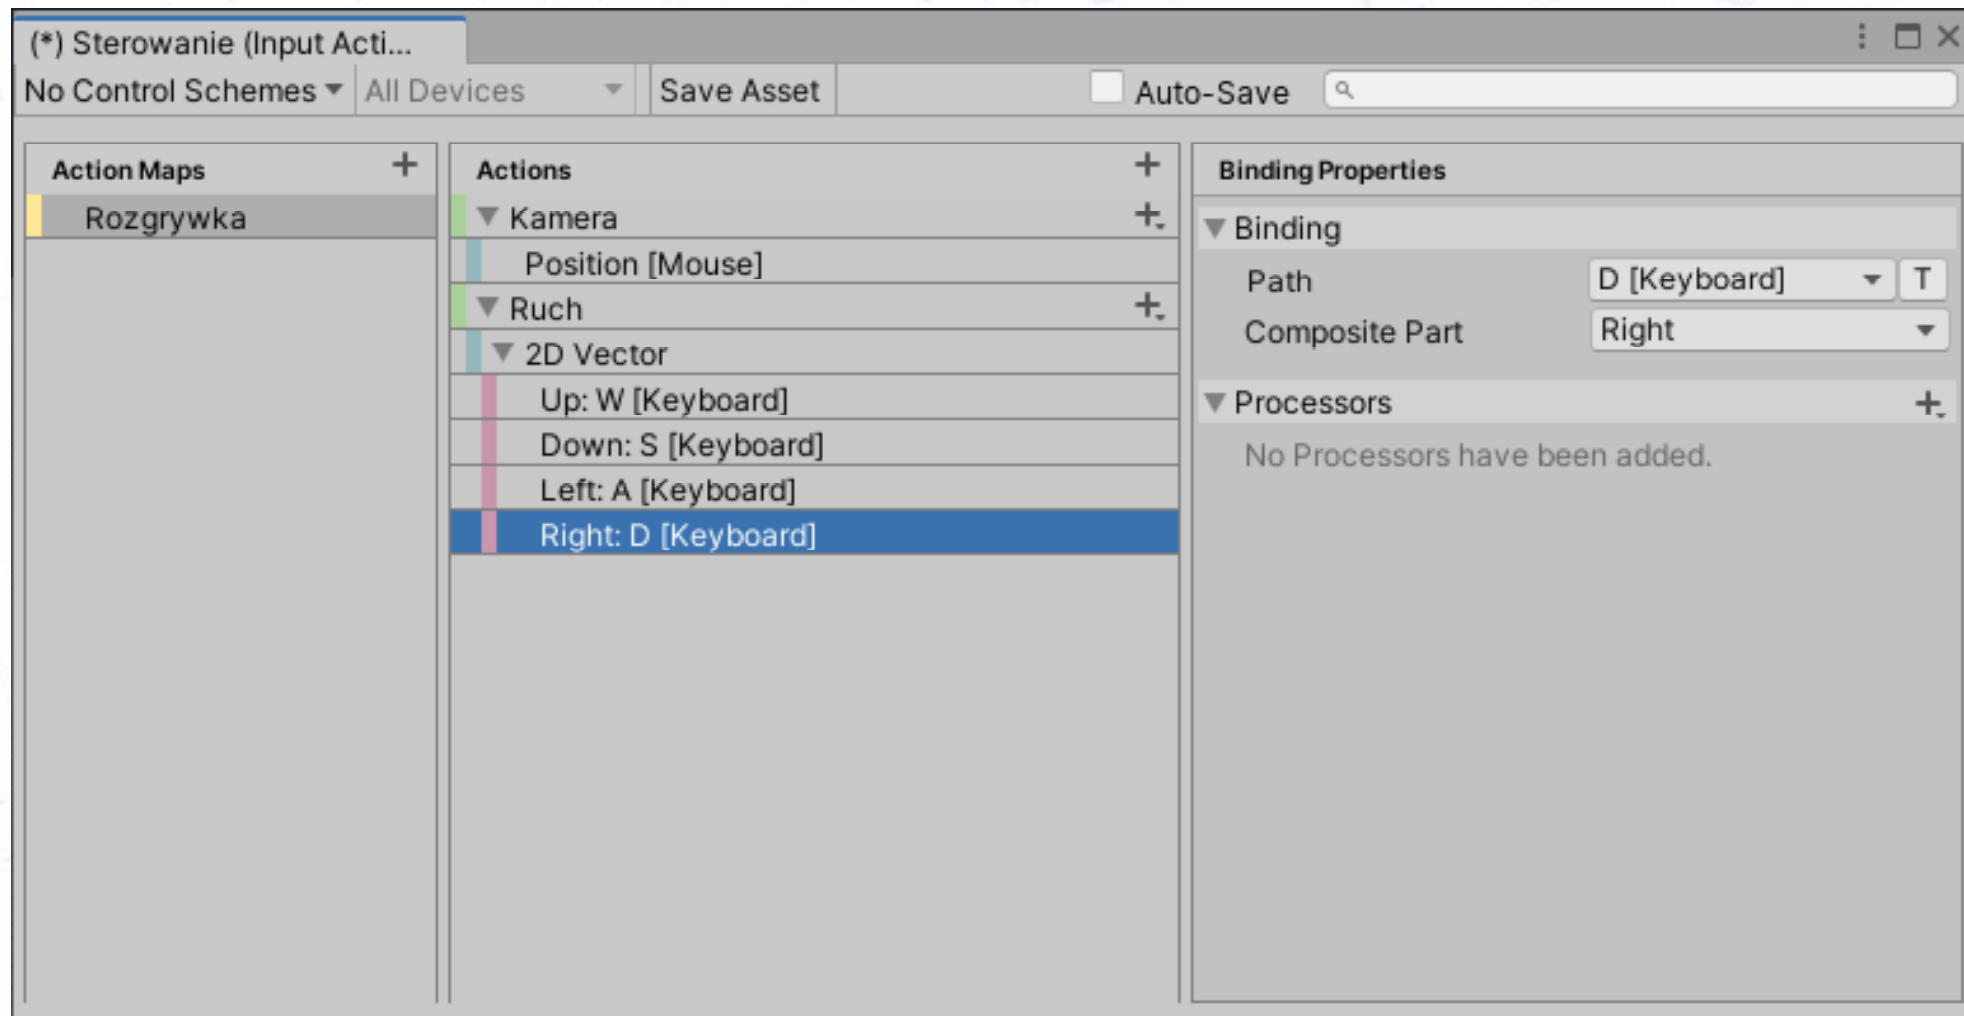 (*) Sterowanie (Input Acti...
No Control Schemes All Devices Save Asset Auto-Save
Action Maps
Rozgrywka
Actions
Kamera
Position [Mouse]
Ruch
2D Vector
Up: W [Keyboard]
Down: S [Keyboard]
Left: A [Keyboard]
Right: D [Keyboard]
Binding Properties
Binding
Path D [Keyboard] T
Composite Part Right
Processors
No Processors have been added.